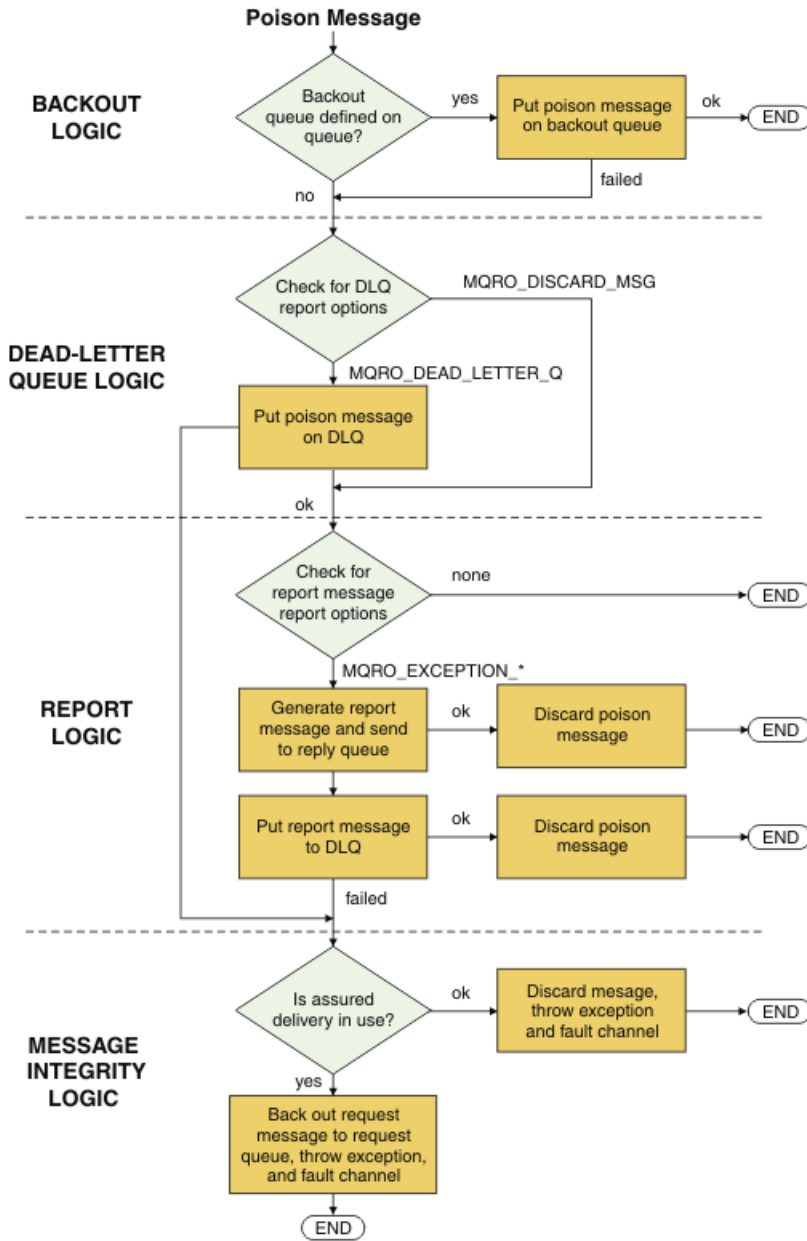 Poison Message
BACKOUT
LOGIC
Backout
queue defined on
queue?
yes
Put poison message
on backout queue
ok
END
failed
no
Check for DLQ
report options
MQRO_DISCARD_MSG
DEAD-LETTER
QUEUE LOGIC
MQRO_DEAD_LETTER_Q
Put poison message
on DLQ
ok
Check for
report message
report options
none
END
MQRO_EXCEPTION_*
REPORT
LOGIC
Generate report
message and send
to reply queue
ok
Discard poison
message
END
Put report message
to DLQ
ok
Discard poison
message
END
failed
Is assured
delivery in use?
ok
Discard mesage,
throw exception
and fault channel
END
MESSAGE
INTEGRITY
LOGIC
yes
Back out request
message to request
queue, throw exception,
and fault channel
END